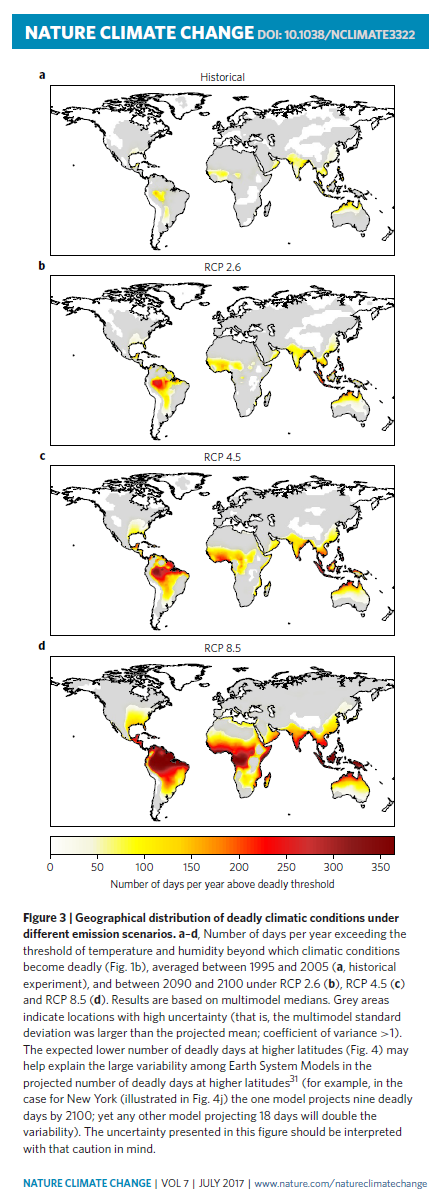 NATURE CLIMATE CHANGE DOI: 10.1038/NCLIMATE3322
a
Historical
b
RCP 2.6
c
RCP 4.5
d
RCP 8.5
0 50 100 150 200 250 300 350
Number of days per year above deadly threshold
Figure 3 | Geographical distribution of deadly climatic conditions under
different emission scenarios. a–d, Number of days per year exceeding the
threshold of temperature and humidity beyond which climatic conditions
become deadly (Fig. 1b), averaged between 1995 and 2005 (a, historical
experiment), and between 2090 and 2100 under RCP 2.6 (b), RCP 4.5 (c)
and RCP 8.5 (d). Results are based on multimodel medians. Grey areas
indicate locations with high uncertainty (that is, the multimodel standard
deviation was larger than the projected mean; coefficient of variance >1).
The expected lower number of deadly days at higher latitudes (Fig. 4) may
help explain the large variability among Earth System Models in the
projected number of deadly days at higher latitudes31 (for example, in the
case for New York (illustrated in Fig. 4j) the one model projects nine deadly
days by 2100; yet any other model projecting 18 days will double the
variability). The uncertainty presented in this figure should be interpreted
with that caution in mind.
NATURE CLIMATE CHANGE | VOL 7 | JULY 2017 | www.nature.com/natureclimatechange